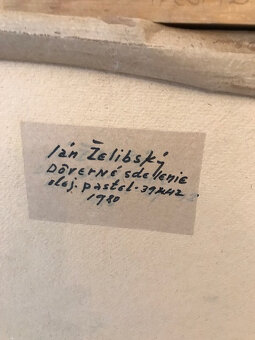 Ján Želibský
Dôverné sdelenie
olej. pastel - 39x42
1980